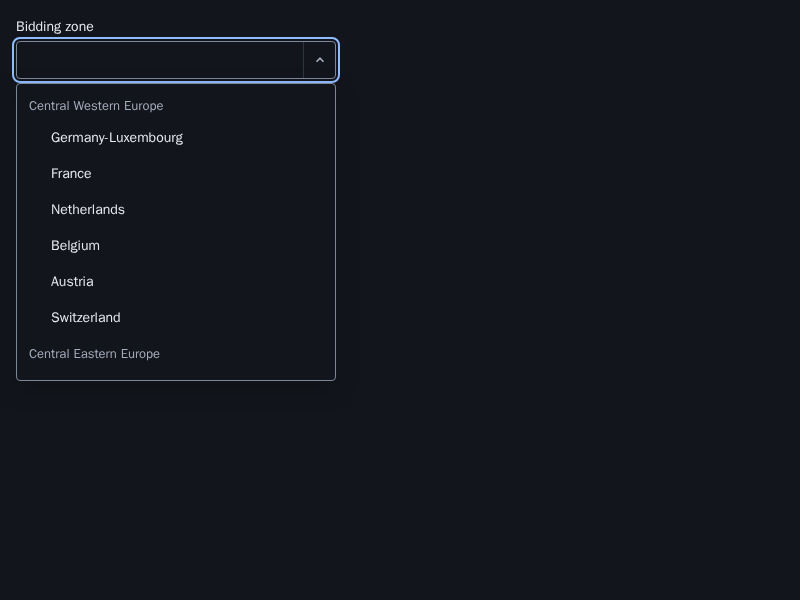 Bidding zone
Central Western Europe
Germany-Luxembourg
France
Netherlands
Belgium
Austria
Switzerland
Central Eastern Europe